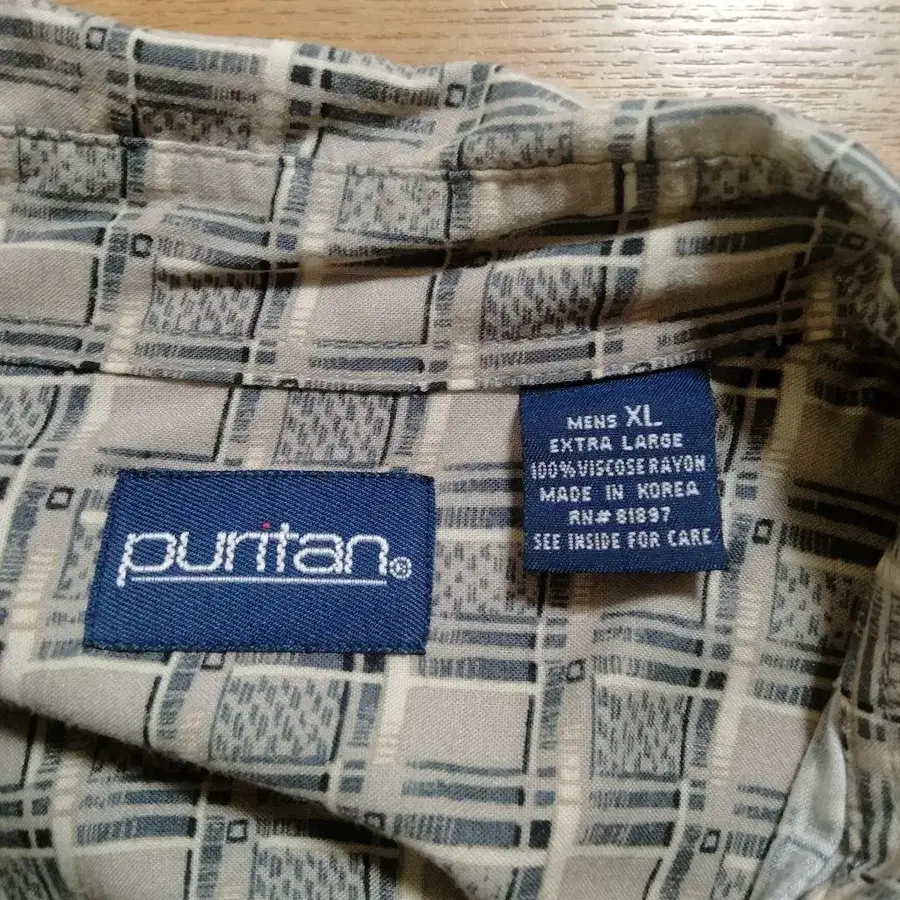 puritan®
MENS XL
EXTRA LARGE
100% VISCOSE RAYON
MADE IN KOREA
RN# 81897
SEE INSIDE FOR CARE